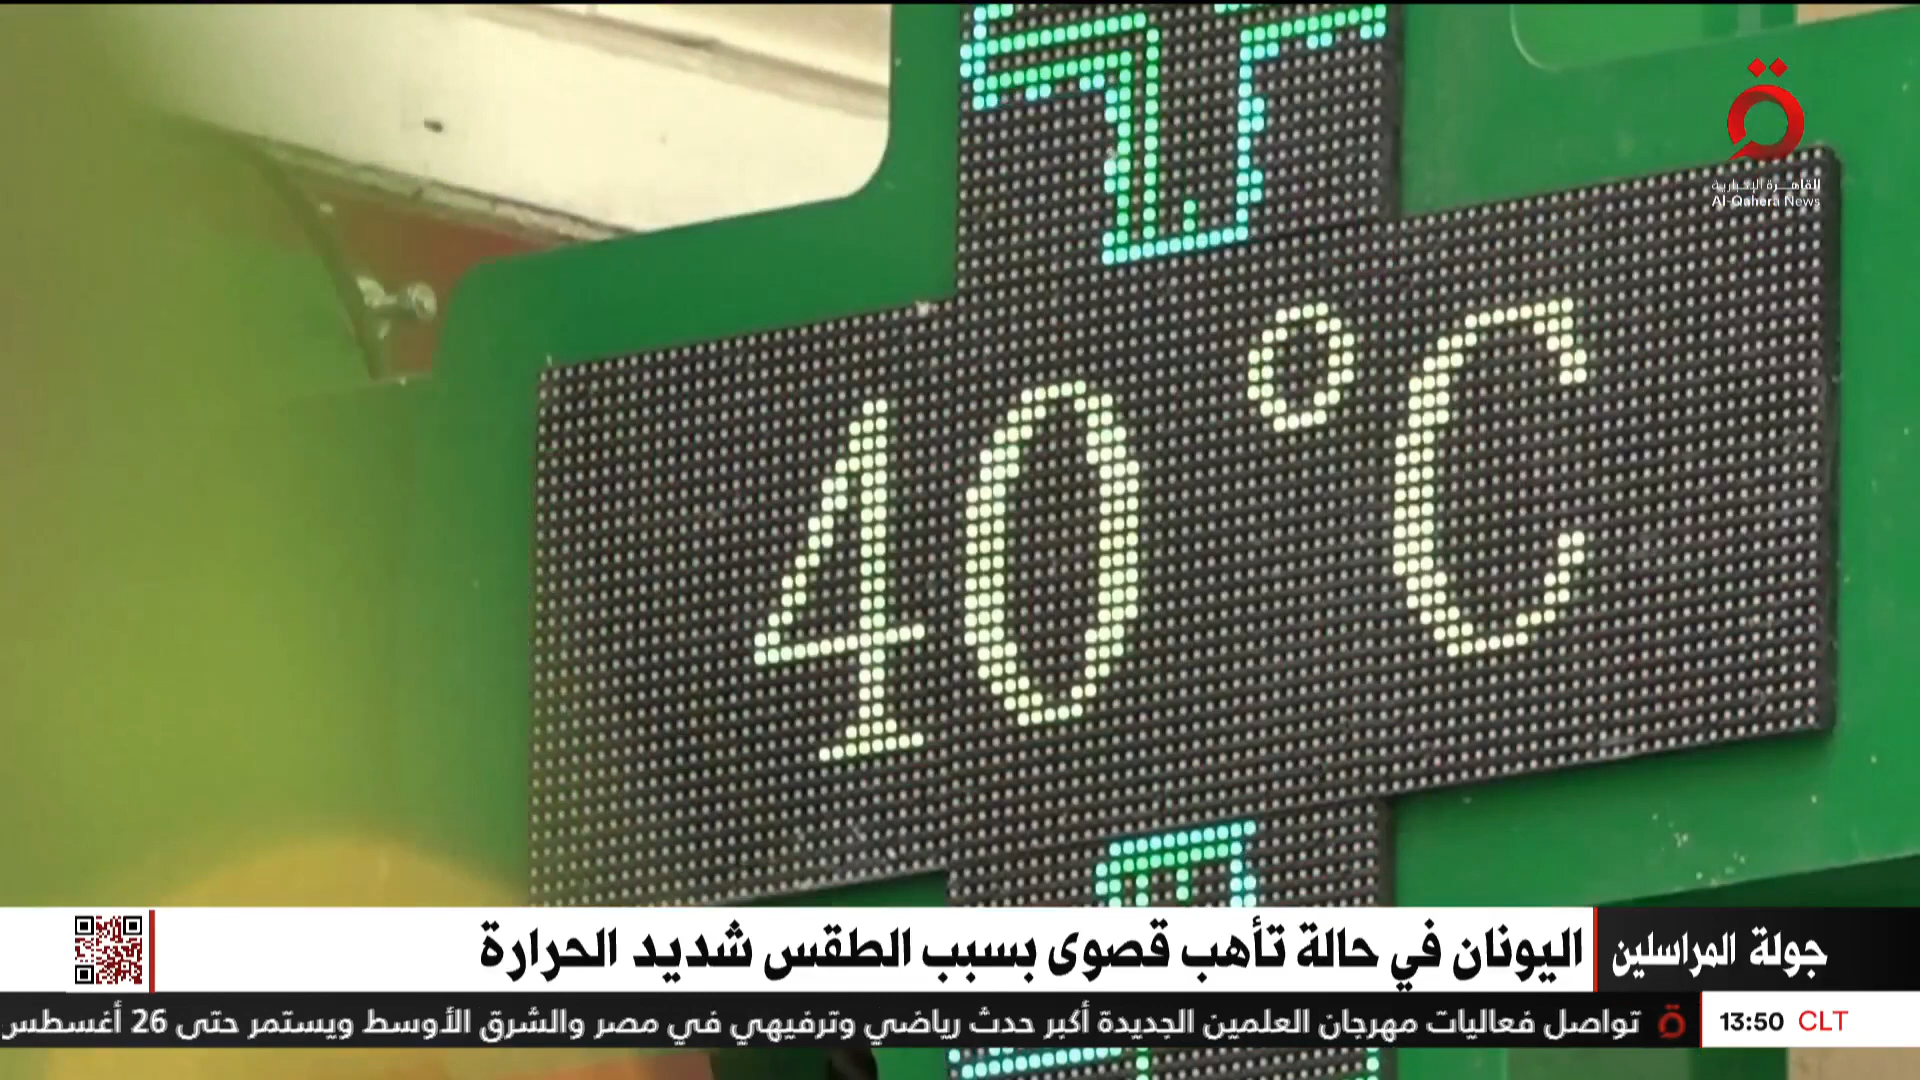 القاهرة الإخبارية
Al-Qahera News
40°C
جولة المراسلين
اليونان في حالة تأهب قصوى بسبب الطقس شديد الحرارة
13:50 CLT
تواصل فعاليات مهرجان العلمين الجديدة أكبر حدث رياضي وترفيهي في مصر والشرق الأوسط ويستمر حتى 26 أغسطس